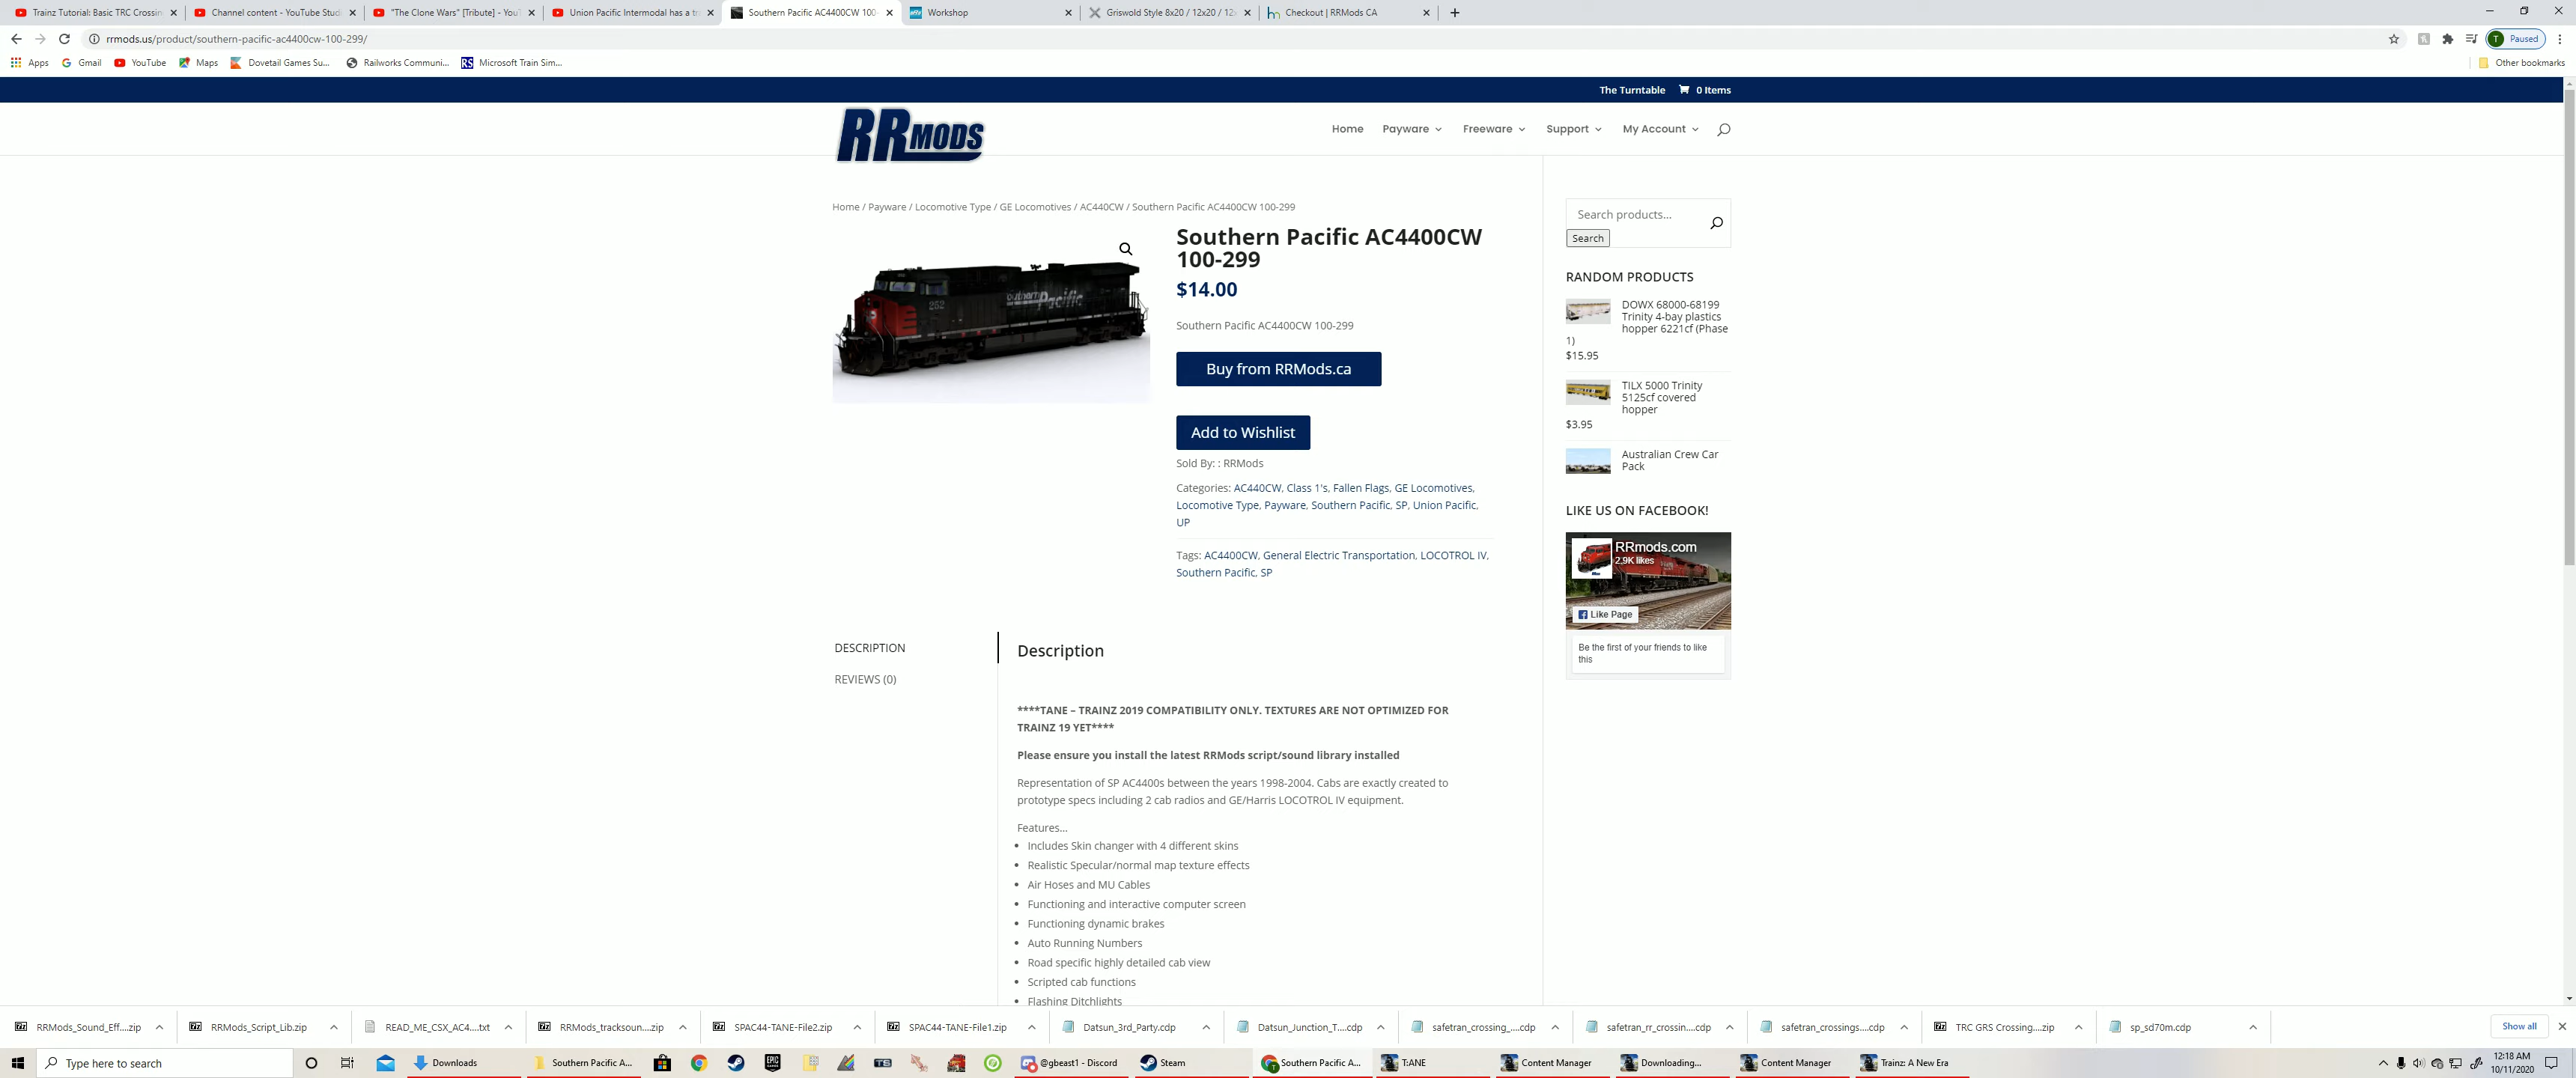 Trainz Tutorial: Basic TRC Crossin
Channel content - YouTube Studi
"The Clone Wars" [Tribute] - YouT
Union Pacific Intermodal has a tr
Southern Pacific AC4400CW 100-
Workshop
Griswold Style 8x20 / 12x20 / 12x
Checkout | RRMods CA
rrmods.us/product/southern-pacific-ac4400cw-100-299/
T Paused
Apps
Gmail
YouTube
Maps
Dovetail Games Su...
Railworks Communi...
RS Microsoft Train Sim...
Other bookmarks
The Turntable
0 Items
RRMODS
Home
Payware
Freeware
Support
My Account
Home / Payware / Locomotive Type / GE Locomotives / AC440CW / Southern Pacific AC4400CW 100-299
252
Southern Pacific
Southern Pacific AC4400CW
100-299
$14.00
Southern Pacific AC4400CW 100-299
Buy from RRMods.ca
Add to Wishlist
Sold By: : RRMods
Categories: AC440CW, Class 1's, Fallen Flags, GE Locomotives,
Locomotive Type, Payware, Southern Pacific, SP, Union Pacific,
UP
Tags: AC4400CW, General Electric Transportation, LOCOTROL IV,
Southern Pacific, SP
Search products…
Search
RANDOM PRODUCTS
DOWX 68000-68199
Trinity 4-bay plastics
hopper 6221cf (Phase
1)
$15.95
TILX 5000 Trinity
5125cf covered
hopper
$3.95
Australian Crew Car
Pack
LIKE US ON FACEBOOK!
RRmods.com
2.9K likes
Like Page
Be the first of your friends to like
this
DESCRIPTION
REVIEWS (0)
Description
****TANE – TRAINZ 2019 COMPATIBILITY ONLY. TEXTURES ARE NOT OPTIMIZED FOR
TRAINZ 19 YET****
Please ensure you install the latest RRMods script/sound library installed
Representation of SP AC4400s between the years 1998-2004. Cabs are exactly created to
prototype specs including 2 cab radios and GE/Harris LOCOTROL IV equipment.
Features…
• Includes Skin changer with 4 different skins
• Realistic Specular/normal map texture effects
• Air Hoses and MU Cables
• Functioning and interactive computer screen
• Functioning dynamic brakes
• Auto Running Numbers
• Road specific highly detailed cab view
• Scripted cab functions
• Flashing Ditchlights
RRMods_Sound_Eff....zip
RRMods_Script_Lib.zip
READ_ME_CSX_AC4....txt
RRMods_tracksoun....zip
SPAC44-TANE-File2.zip
SPAC44-TANE-File1.zip
Datsun_3rd_Party.cdp
Datsun_Junction_T....cdp
safetran_crossing_....cdp
safetran_rr_crossin....cdp
safetran_crossings....cdp
TRC GRS Crossing....zip
sp_sd70m.cdp
Show all
Type here to search
Downloads
Southern Pacific A...
EPIC
TS
@gbeast1 - Discord
Steam
Southern Pacific A...
T:ANE
Content Manager
Downloading...
Content Manager
Trainz: A New Era
12:18 AM
10/11/2020